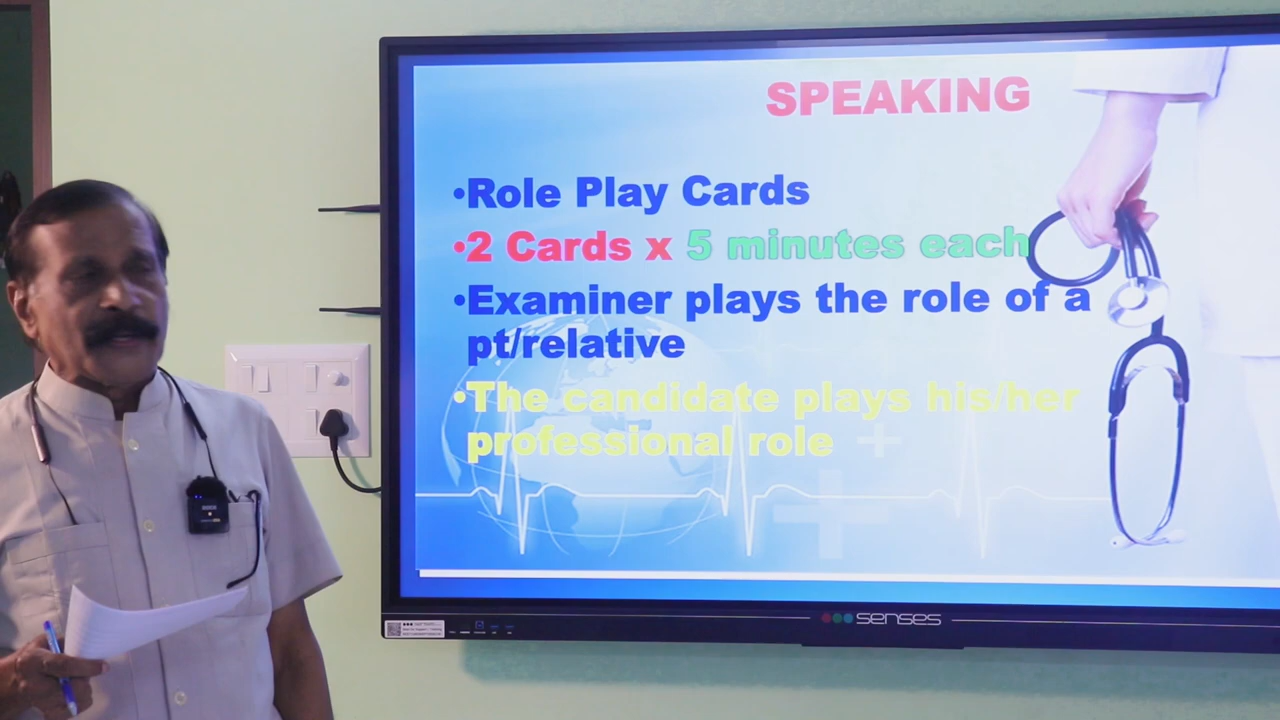 SPEAKING
•Role Play Cards
•2 Cards x 5 minutes each
•Examiner plays the role of a
pt/relative
•The candidate plays his/her
professional role
senses